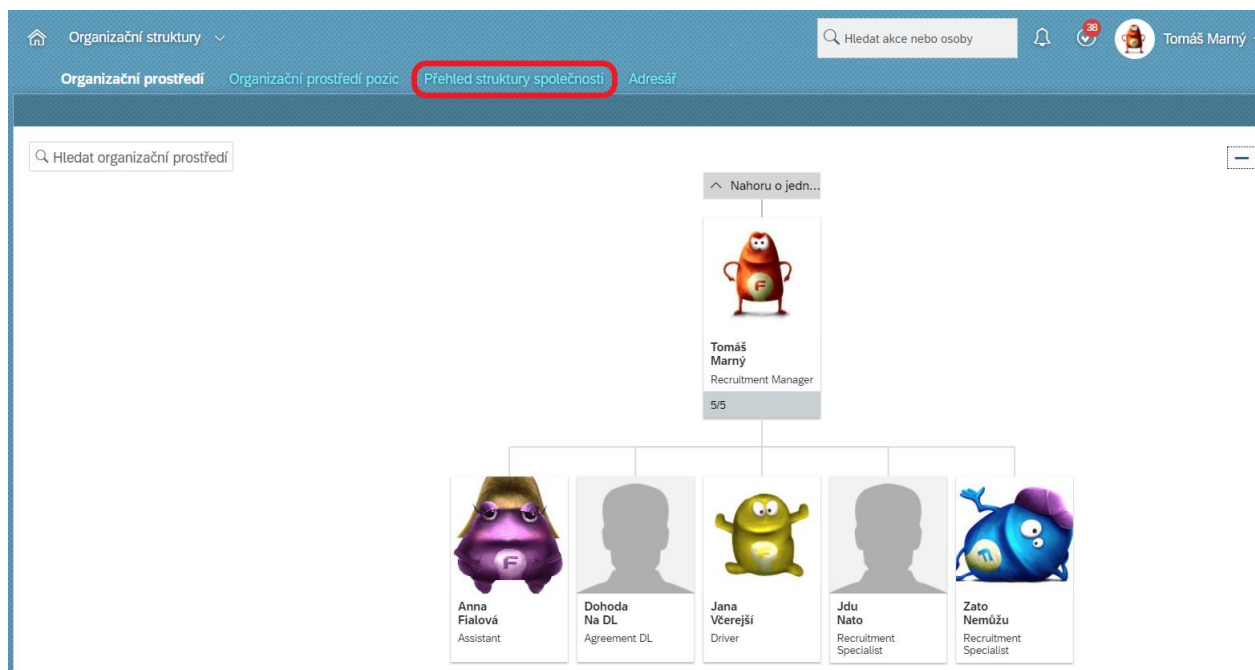 Organizační struktury
Hledat akce nebo osoby
38
Tomáš Marný
Organizační prostředí
Organizační prostředí pozic
Přehled struktury společnosti
Adresář
Hledat organizační prostředí
Nahoru o jedn...
F
Tomáš
Marný
Recruitment Manager
5/5
F
F
F
Anna
Fialová
Assistant
Dohoda
Na DL
Agreement DL
Jana
Včerejší
Driver
Jdu
Nato
Recruitment
Specialist
Zato
Nemůžu
Recruitment
Specialist